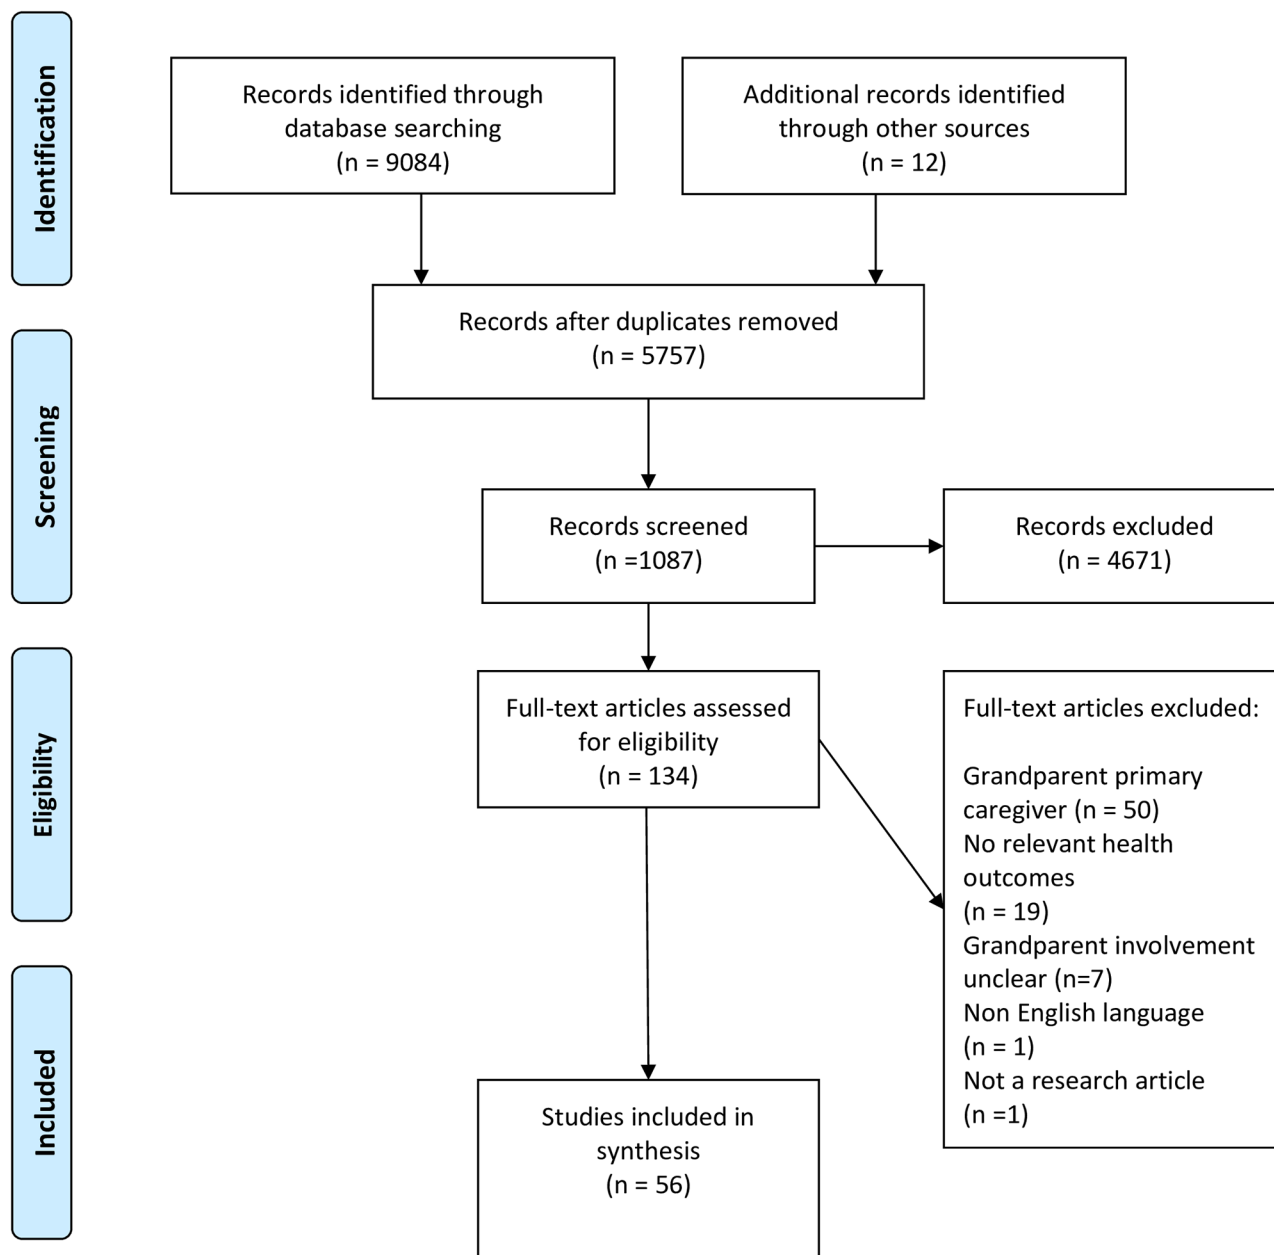 Identification
Records identified through
database searching
(n = 9084)
Additional records identified
through other sources
(n = 12)
Records after duplicates removed
(n = 5757)
Screening
Records screened
(n =1087)
Records excluded
(n = 4671)
Eligibility
Full-text articles assessed
for eligibility
(n = 134)
Full-text articles excluded:
Grandparent primary
caregiver (n = 50)
No relevant health
outcomes
(n = 19)
Grandparent involvement
unclear (n=7)
Non English language
(n = 1)
Not a research article
(n =1)
Included
Studies included in
synthesis
(n = 56)